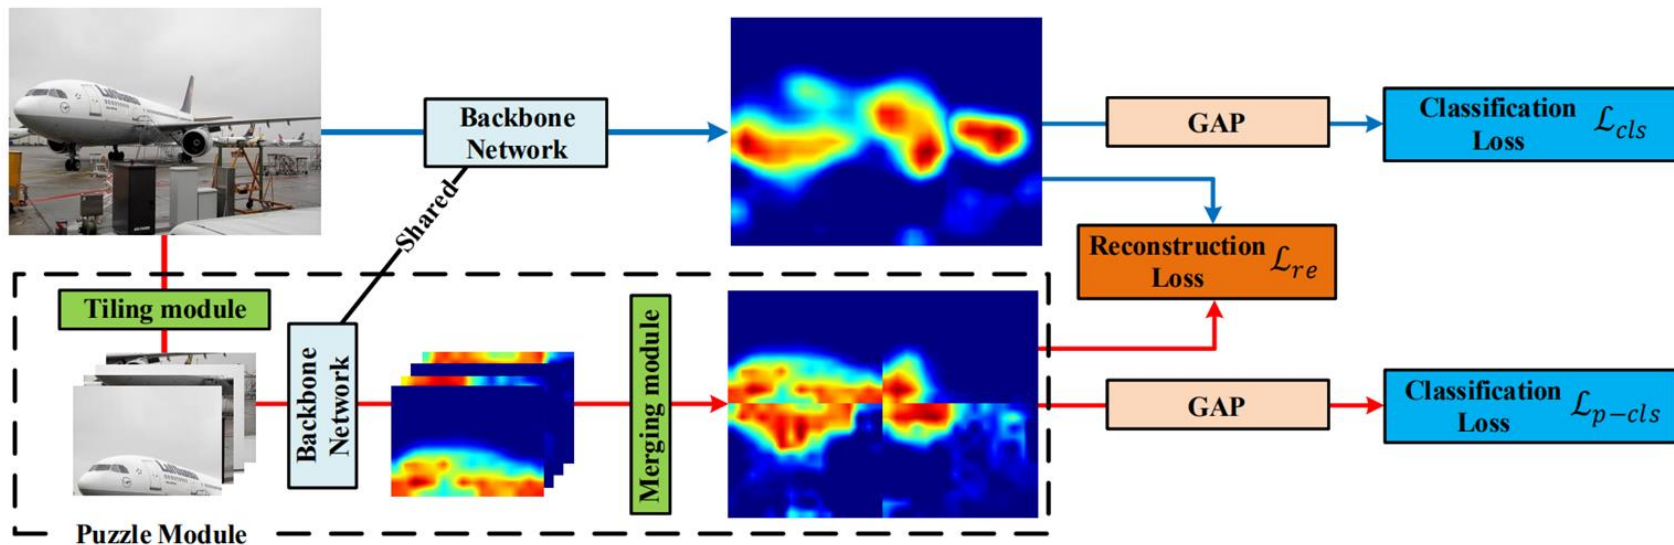 Lufthansa
Backbone
Network
GAP
Classification
Loss
ℒcls
Shared
Reconstruction
Loss
ℒre
Tiling module
Backbone
Network
Merging module
GAP
Classification
Loss
ℒp−cls
Puzzle Module